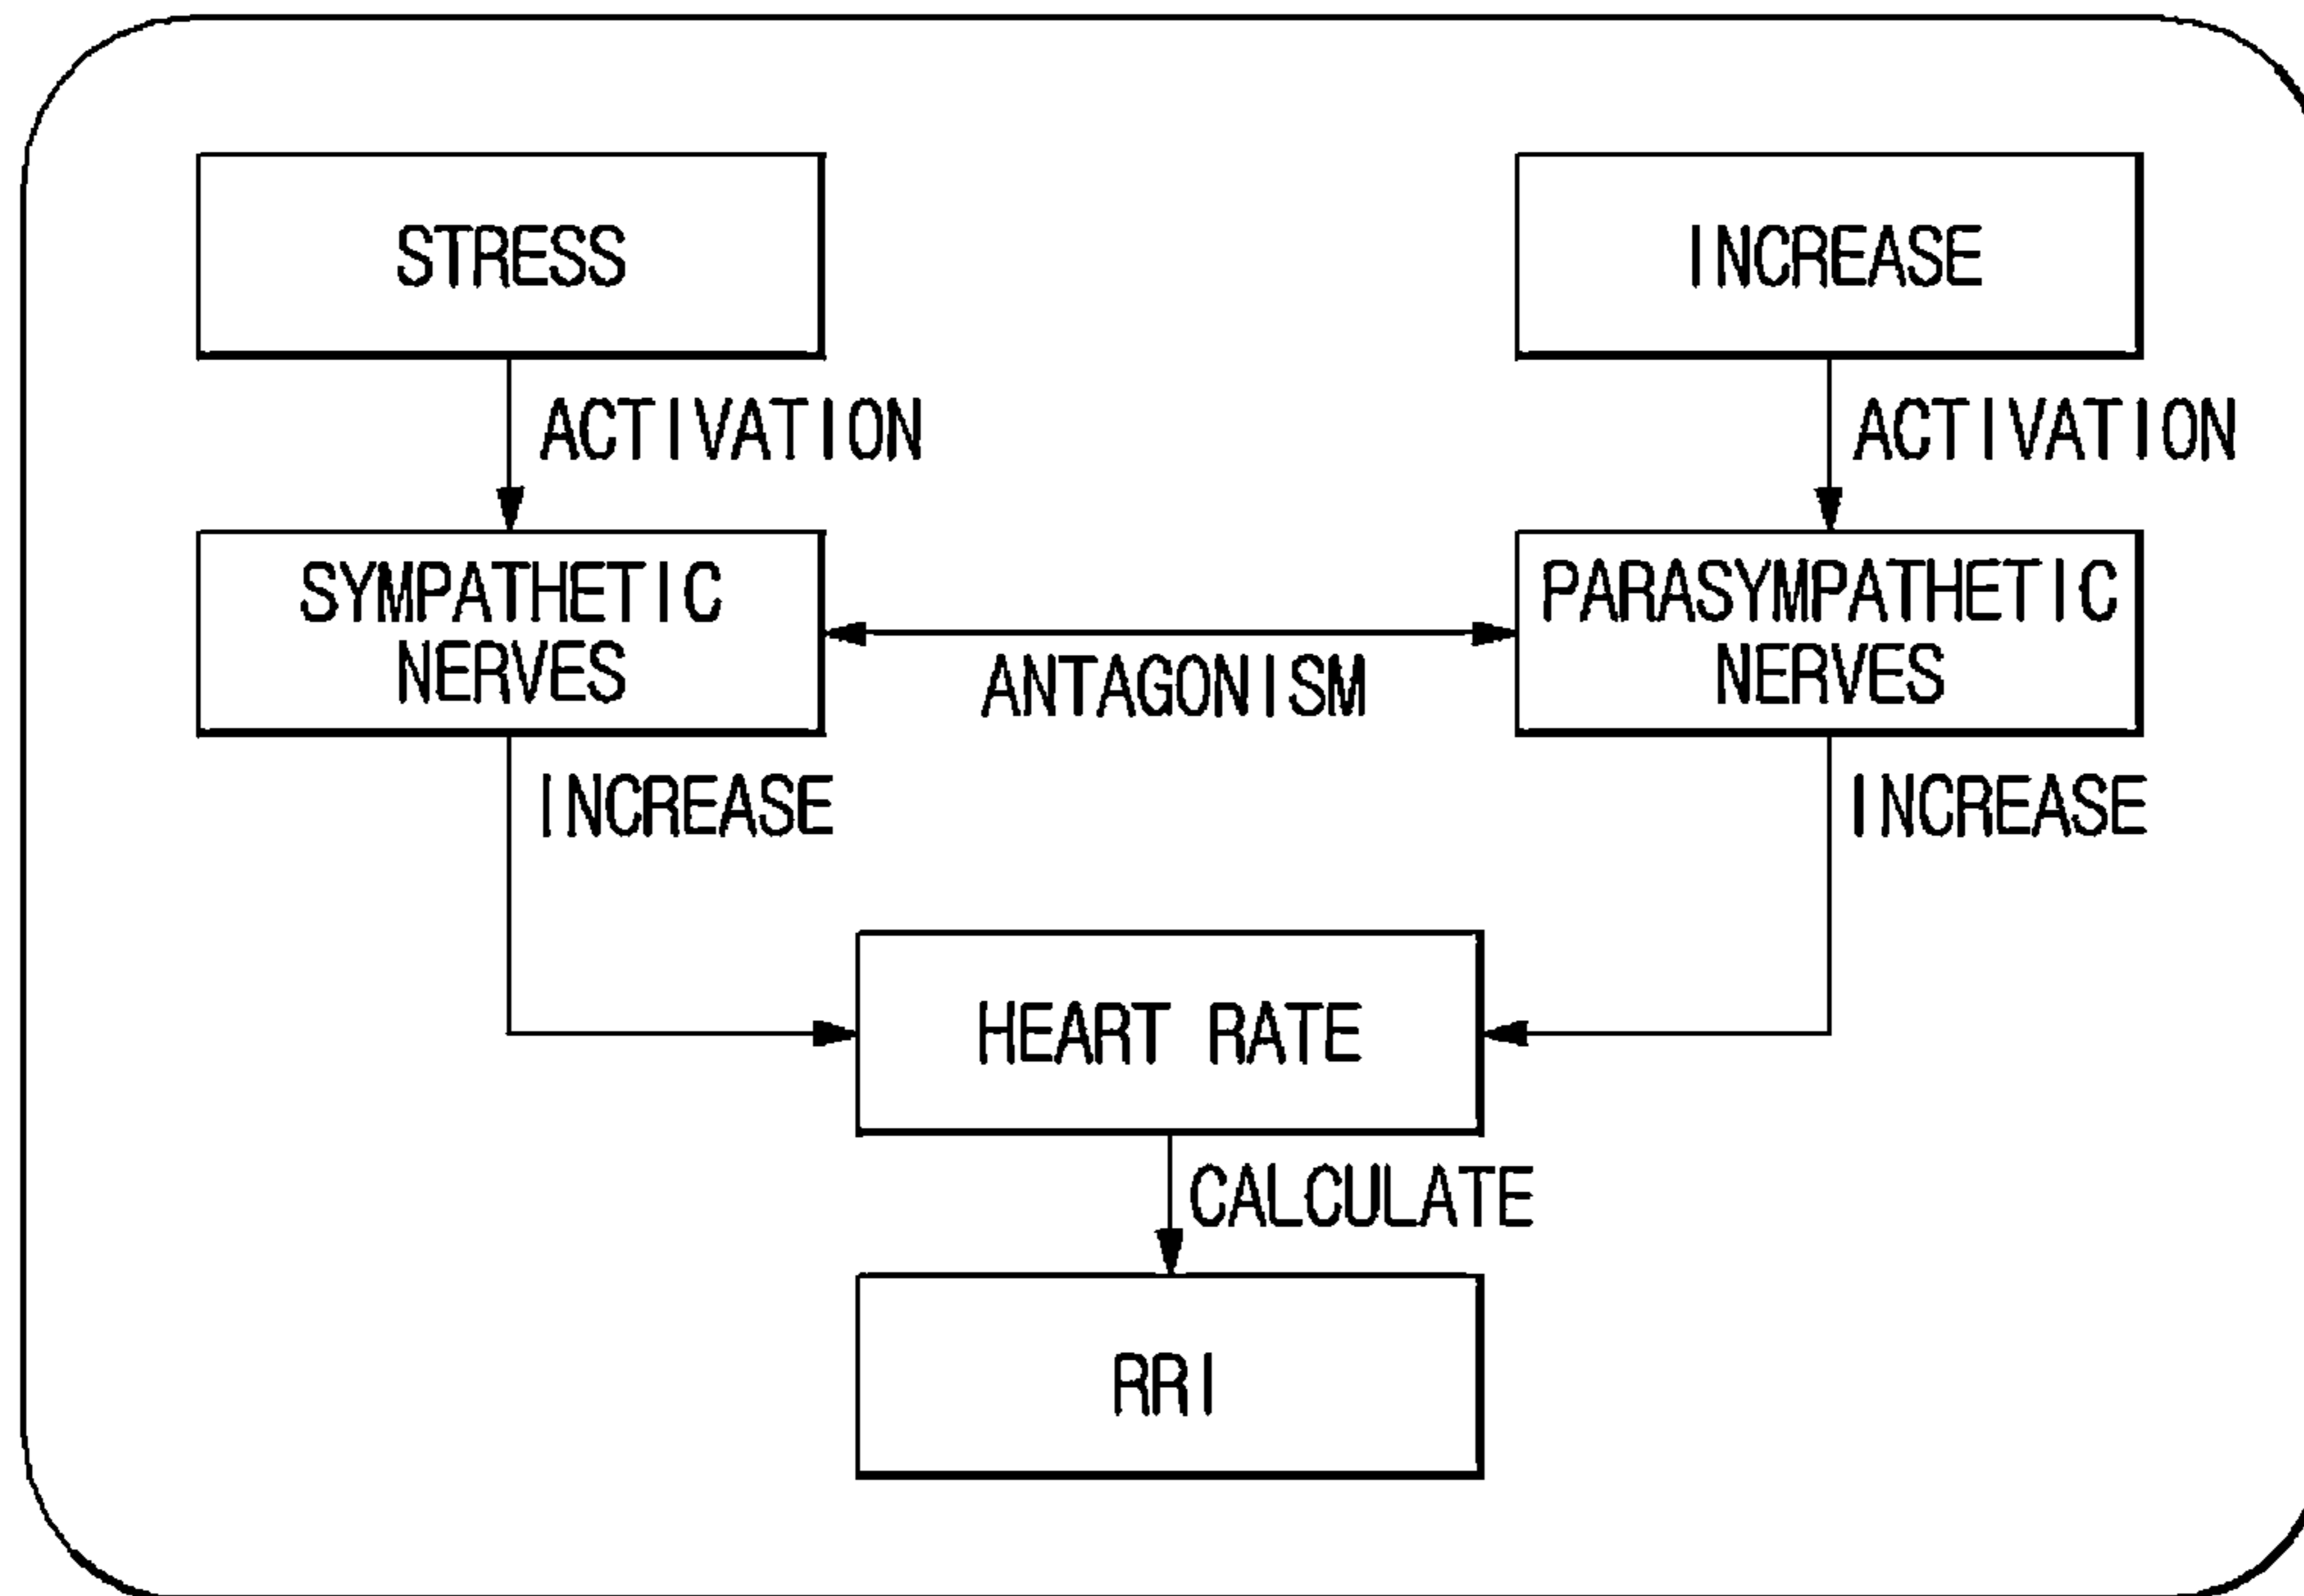 STRESS
INCREASE
ACTIVATION
ACTIVATION
SYMPATHETIC
NERVES
PARASYMPATHETIC
NERVES
ANTAGONISM
INCREASE
INCREASE
HEART RATE
CALCULATE
RRI